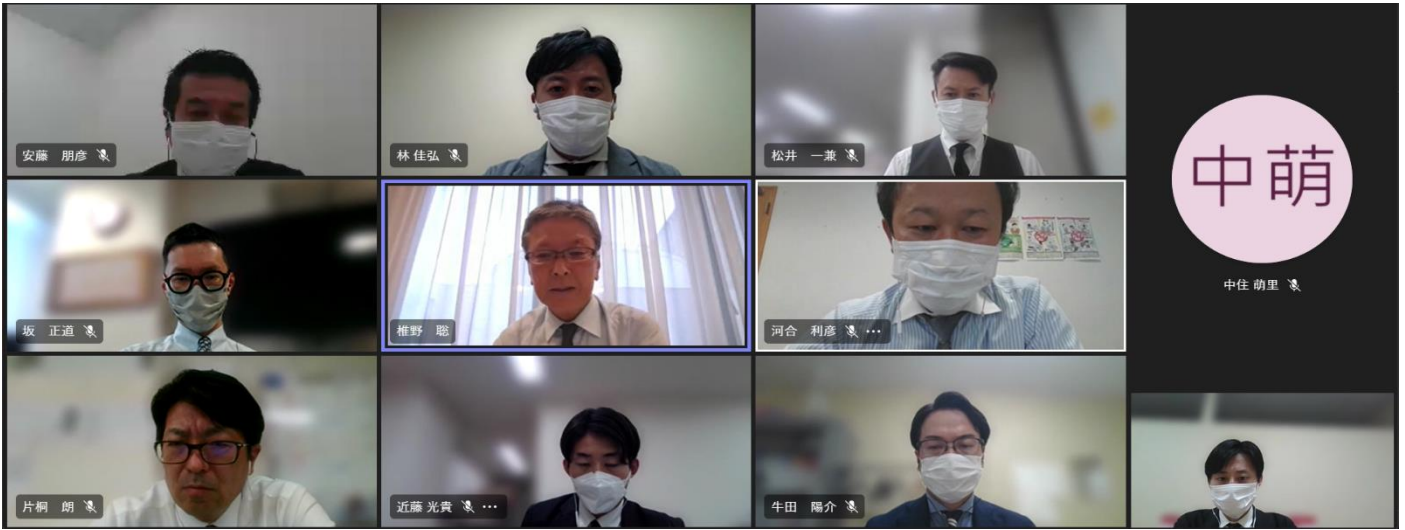 安藤 朋彦
林 佳弘
松井 一兼
中萌
中住 萌里
坂 正道
椎野 聡
河合 利彦
片桐 朗
近藤 光貴
牛田 陽介